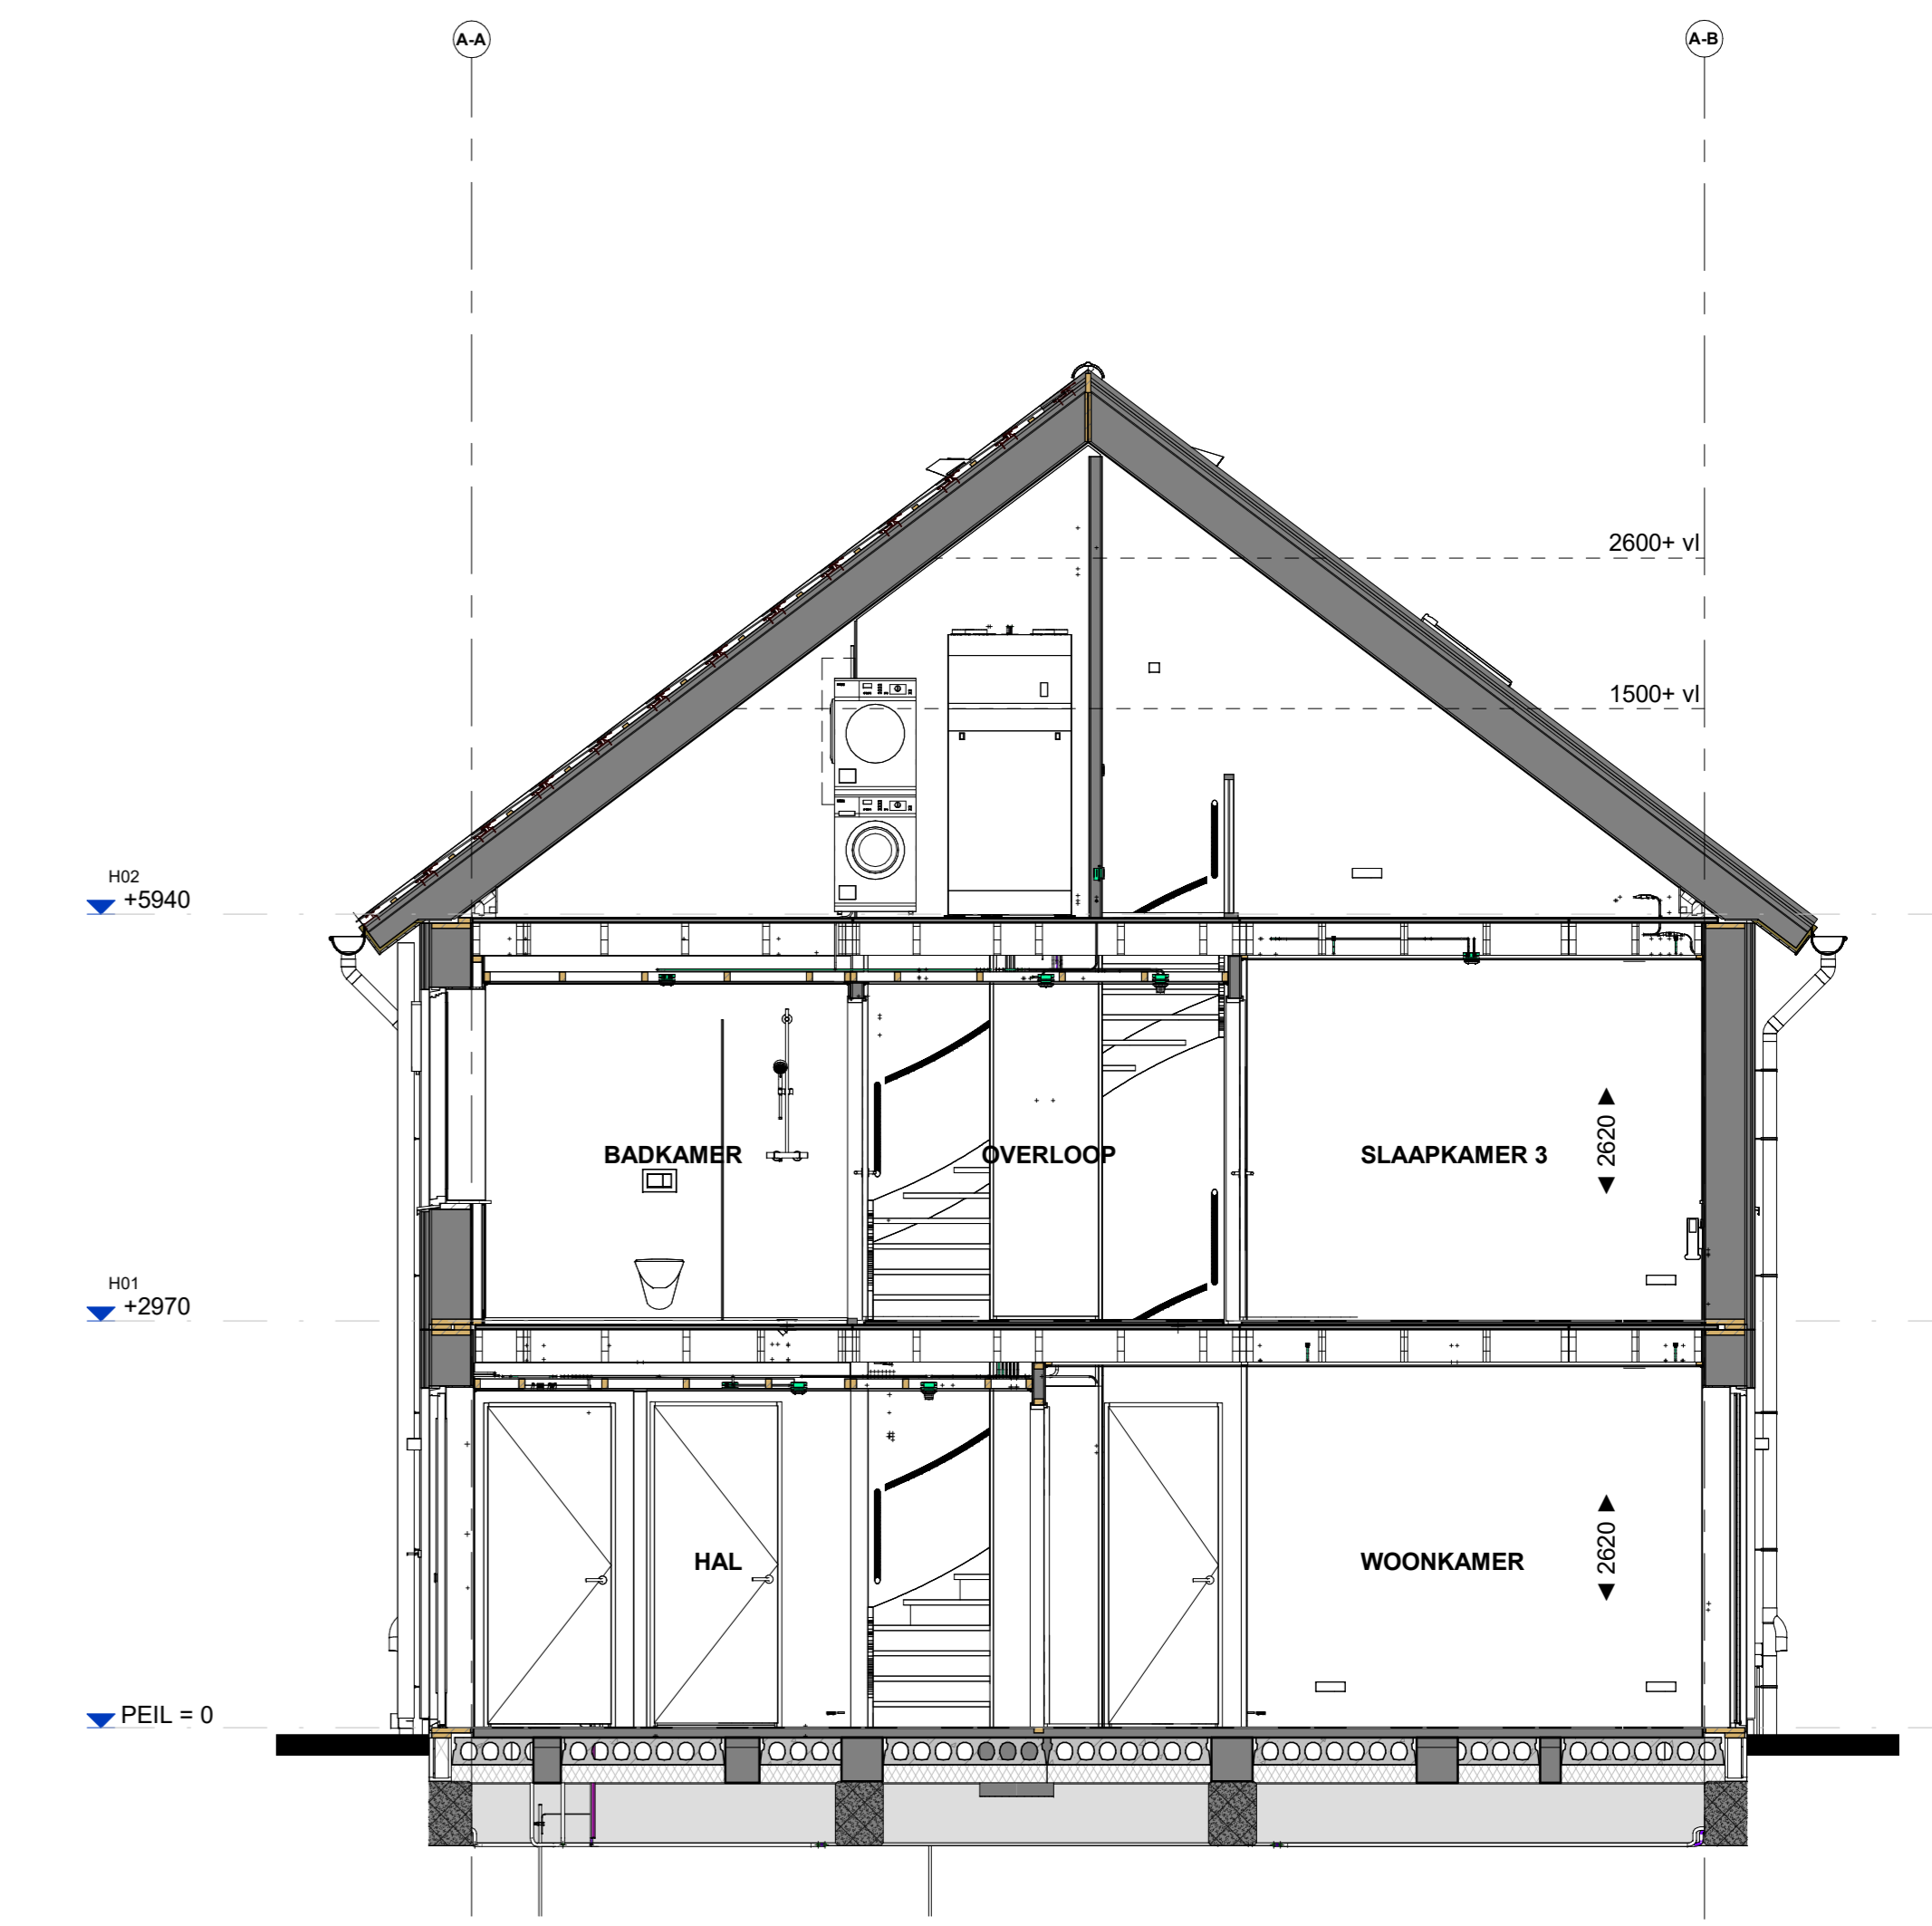 A-A
A-B
2600+ vl
1500+ vl
H02
+5940
BADKAMER
OVERLOOP
SLAAPKAMER 3
2620
H01
+2970
HAL
WOONKAMER
2620
PEIL = 0